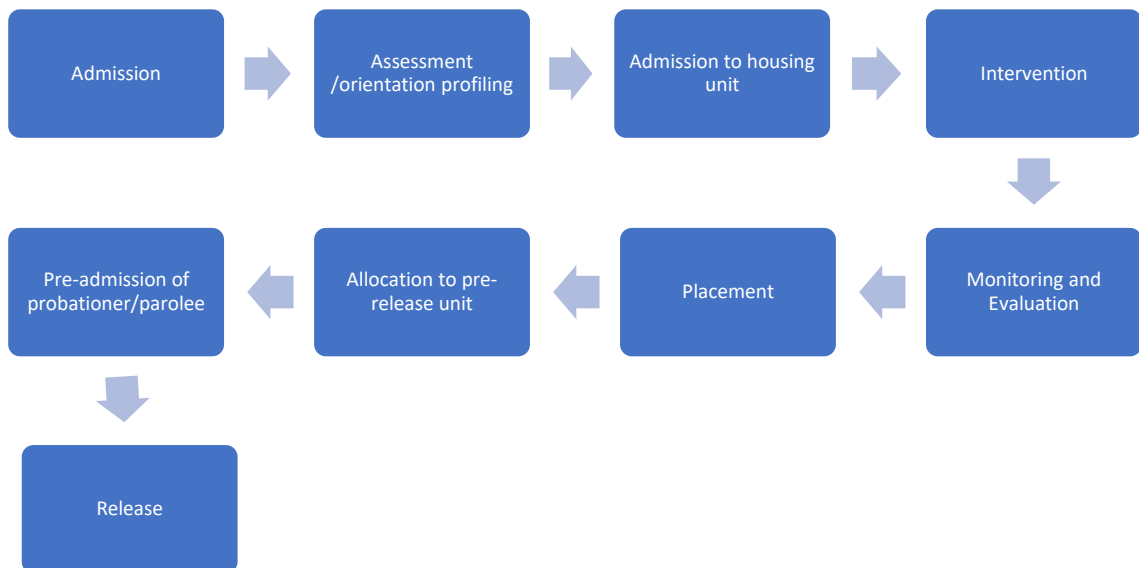 Admission
Assessment
/orientation profiling
Admission to housing
unit
Intervention
Monitoring and
Evaluation
Placement
Allocation to pre-
release unit
Pre-admission of
probationer/parolee
Release